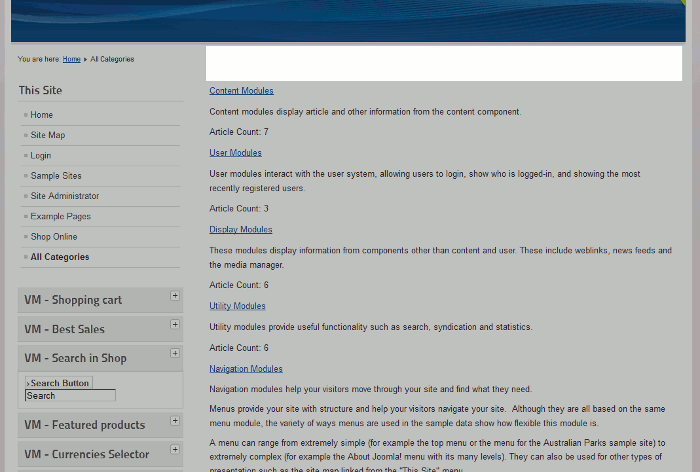 You are here: Home All Categories
This Site
Home
Site Map
Login
Sample Sites
Site Administrator
Example Pages
Shop Online
All Categories
VM - Shopping cart
VM - Best Sales
VM - Search in Shop
Search Button
Search
VM - Featured products
VM - Currencies Selector
Content Modules
Content modules display article and other information from the content component.
Article Count: 7
User Modules
User modules interact with the user system, allowing users to login, show who is logged-in, and showing the most
recently registered users.
Article Count: 3
Display Modules
These modules display information from components other than content and user. These include weblinks, news feeds and
the media manager.
Article Count: 6
Utility Modules
Utility modules provide useful functionality such as search, syndication and statistics.
Article Count: 6
Navigation Modules
Navigation modules help your visitors move through your site and find what they need.
Menus provide your site with structure and help your visitors navigate your site. Although they are all based on the same
menu module, the variety of ways menus are used in the sample data show how flexible this module is.
A menu can range from extremely simple (for example the top menu or the menu for the Australian Parks sample site) to
extremely complex (for example the About Joomla! menu with its many levels). They can also be used for other types of
presentation such as the site map linked from the "This Site" menu.